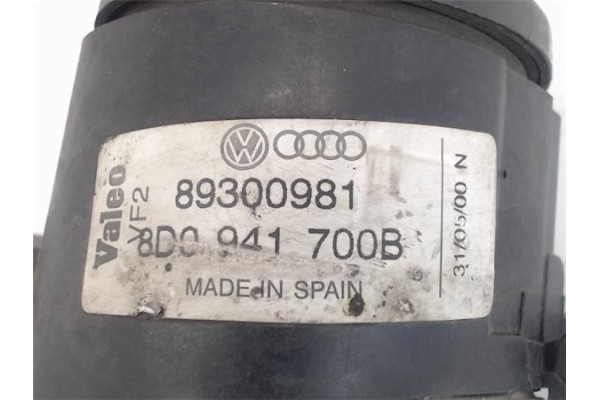 Valeo
VF2
89300981
8D0 941 700B
MADE IN SPAIN
31/05/00 N